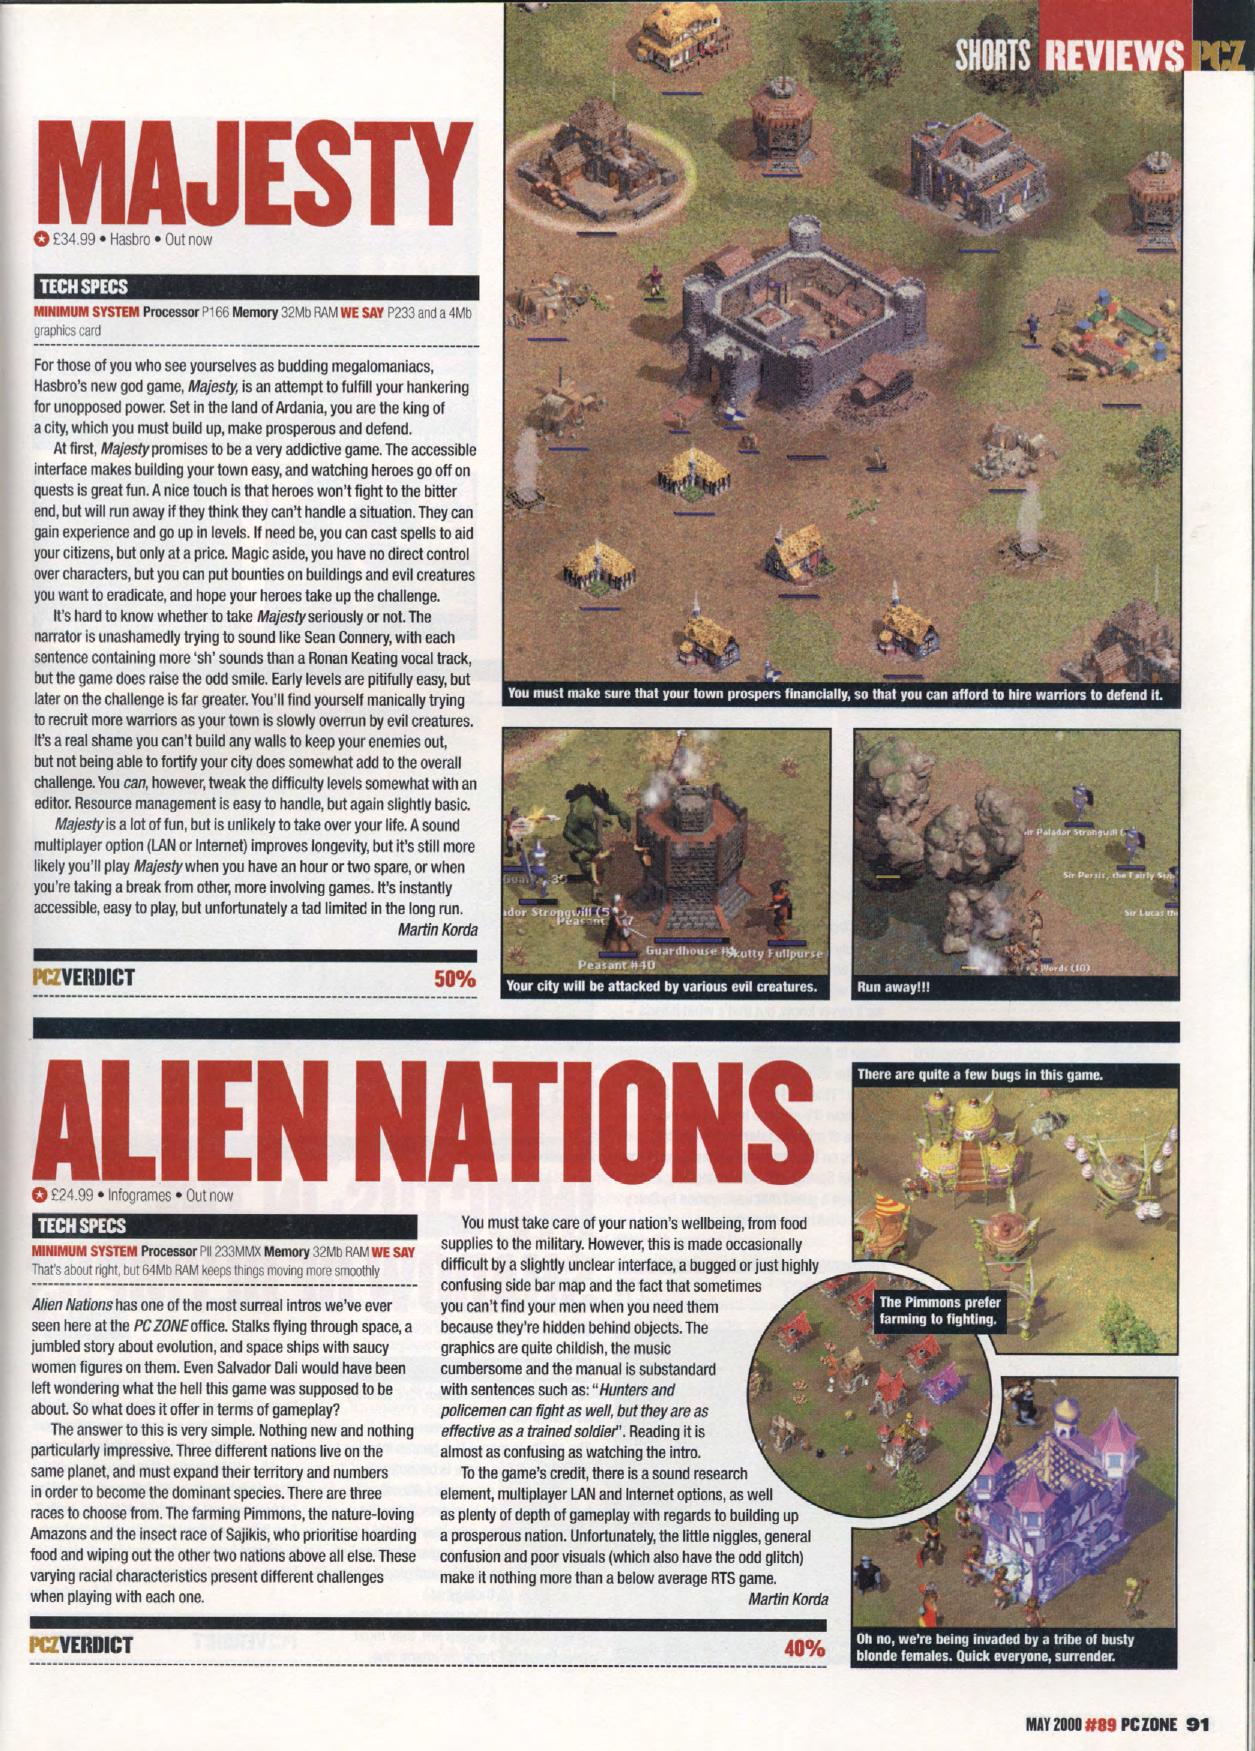 SHORTS REVIEWS PCZ
MAJESTY
£34.99 • Hasbro • Out now
TECH SPECS
MINIMUM SYSTEM Processor P166 Memory 32Mb RAM WE SAY P233 and a 4Mb
graphics card
For those of you who see yourselves as budding megalomaniacs,
Hasbro's new god game, Majesty, is an attempt to fulfill your hankering
for unopposed power. Set in the land of Ardania, you are the king of
a city, which you must build up, make prosperous and defend.
At first, Majesty promises to be a very addictive game. The accessible
interface makes building your town easy, and watching heroes go off on
quests is great fun. A nice touch is that heroes won't fight to the bitter
end, but will run away if they think they can't handle a situation. They can
gain experience and go up in levels. If need be, you can cast spells to aid
your citizens, but only at a price. Magic aside, you have no direct control
over characters, but you can put bounties on buildings and evil creatures
you want to eradicate, and hope your heroes take up the challenge.
It's hard to know whether to take Majesty seriously or not. The
narrator is unashamedly trying to sound like Sean Connery, with each
sentence containing more 'sh' sounds than a Ronan Keating vocal track,
but the game does raise the odd smile. Early levels are pitifully easy, but
later on the challenge is far greater. You'll find yourself manically trying
to recruit more warriors as your town is slowly overrun by evil creatures.
It's a real shame you can't build any walls to keep your enemies out,
but not being able to fortify your city does somewhat add to the overall
challenge. You can, however, tweak the difficulty levels somewhat with an
editor. Resource management is easy to handle, but again slightly basic.
Majesty is a lot of fun, but is unlikely to take over your life. A sound
multiplayer option (LAN or Internet) improves longevity, but it's still more
likely you'll play Majesty when you have an hour or two spare, or when
you're taking a break from other, more involving games. It's instantly
accessible, easy to play, but unfortunately a tad limited in the long run.
Martin Korda
PCZVERDICT 50%
You must make sure that your town prospers financially, so that you can afford to hire warriors to defend it.
ador Strongwill (5
Peasant
Guardhouse
Skutty Fullpurse
Peasant #40
Your city will be attacked by various evil creatures.
ir Palador Strongwill (
Sir Persis, the Fairly
Sir Lucas the
Words (10)
Run away!!!
ALIEN NATIONS
£24.99 • Infogrames • Out now
TECH SPECS
MINIMUM SYSTEM Processor PII 233MMX Memory 32Mb RAM WE SAY
That's about right, but 64Mb RAM keeps things moving more smoothly
Alien Nations has one of the most surreal intros we've ever
seen here at the PC ZONE office. Stalks flying through space, a
jumbled story about evolution, and space ships with saucy
women figures on them. Even Salvador Dali would have been
left wondering what the hell this game was supposed to be
about. So what does it offer in terms of gameplay?
The answer to this is very simple. Nothing new and nothing
particularly impressive. Three different nations live on the
same planet, and must expand their territory and numbers
in order to become the dominant species. There are three
races to choose from. The farming Pimmons, the nature-loving
Amazons and the insect race of Sajikis, who prioritise hoarding
food and wiping out the other two nations above all else. These
varying racial characteristics present different challenges
when playing with each one.
You must take care of your nation's wellbeing, from food
supplies to the military. However, this is made occasionally
difficult by a slightly unclear interface, a bugged or just highly
confusing side bar map and the fact that sometimes
you can't find your men when you need them
because they're hidden behind objects. The
graphics are quite childish, the music
cumbersome and the manual is substandard
with sentences such as: "Hunters and
policemen can fight as well, but they are as
effective as a trained soldier". Reading it is
almost as confusing as watching the intro.
To the game's credit, there is a sound research
element, multiplayer LAN and Internet options, as well
as plenty of depth of gameplay with regards to building up
a prosperous nation. Unfortunately, the little niggles, general
confusion and poor visuals (which also have the odd glitch)
make it nothing more than a below average RTS game.
Martin Korda
PCZVERDICT 40%
There are quite a few bugs in this game.
The Pimmons prefer
farming to fighting.
Oh no, we're being invaded by a tribe of busty
blonde females. Quick everyone, surrender.
MAY 2000 #89 PC ZONE 91